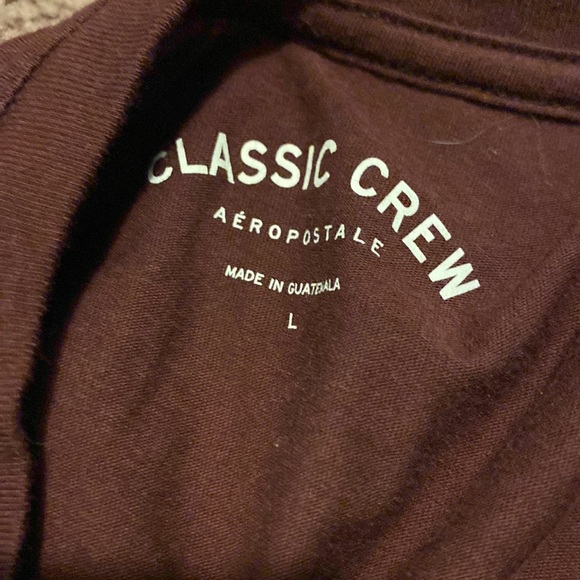 CLASSIC CREW
AÉROPOSTALE
MADE IN GUATEMALA
L